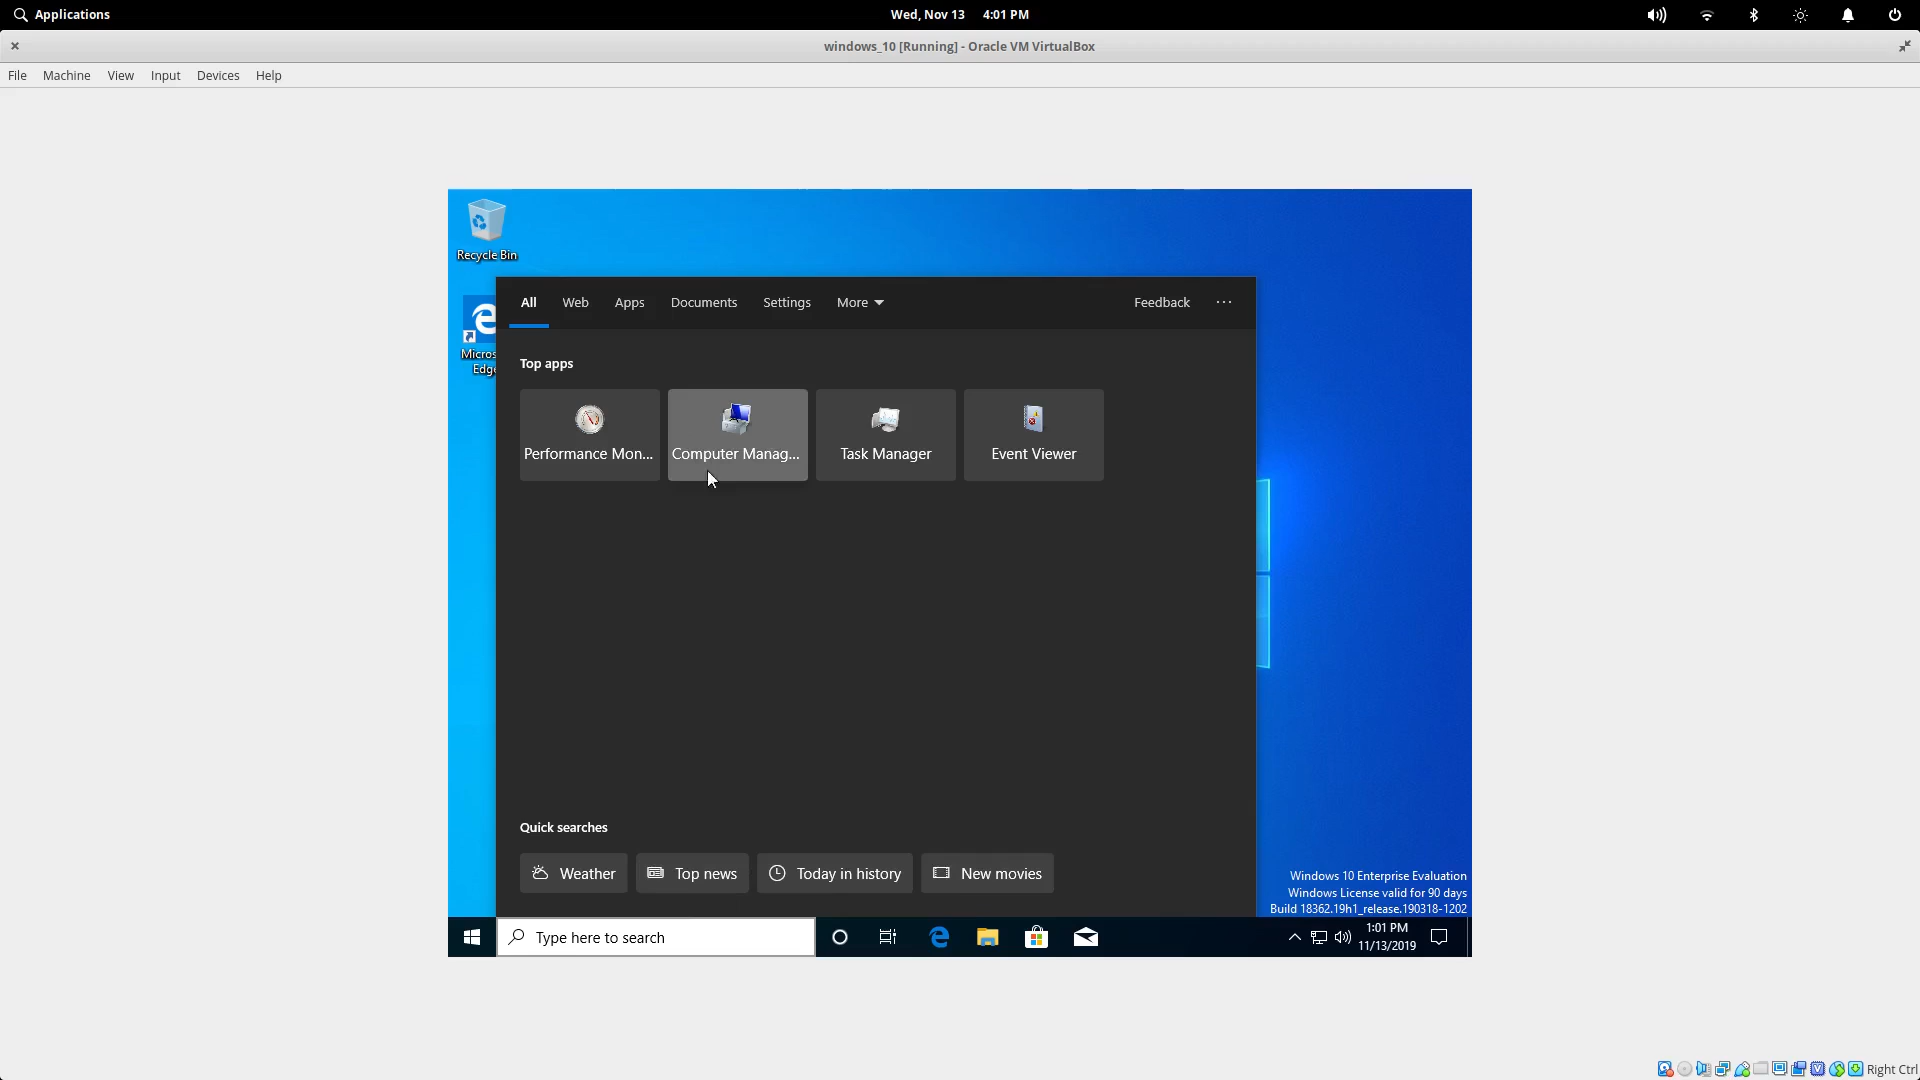 Applications
Wed, Nov 13 4:01 PM
windows_10 [Running] - Oracle VM VirtualBox
File Machine View Input Devices Help
Recycle Bin
All Web Apps Documents Settings More Feedback ...
Micros
Edge
Top apps
Performance Mon... Computer Manag... Task Manager Event Viewer
Quick searches
Weather Top news Today in history New movies
Windows 10 Enterprise Evaluation
Windows License valid for 90 days
Build 18362.19h1_release.190318-1202
Type here to search
1:01 PM
11/13/2019
Right Ctrl